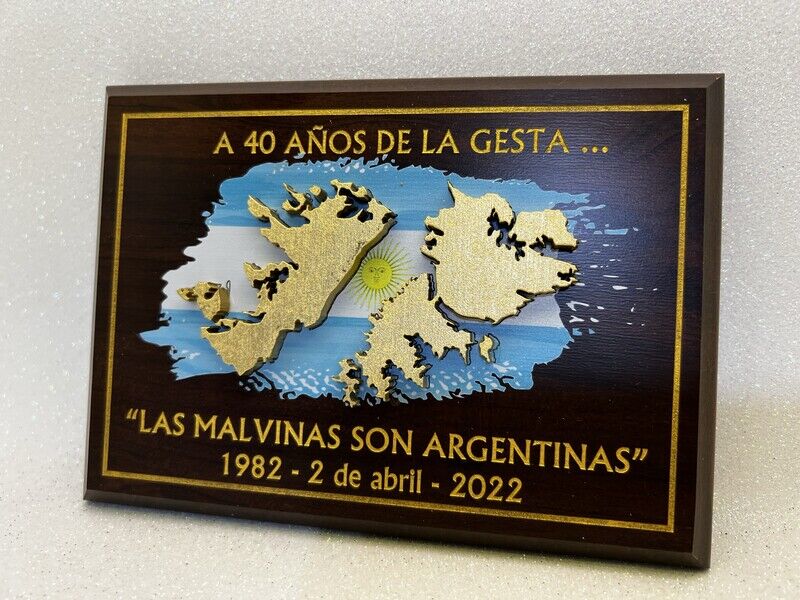 A 40 AÑOS DE LA GESTA ...
“LAS MALVINAS SON ARGENTINAS”
1982 - 2 de abril - 2022